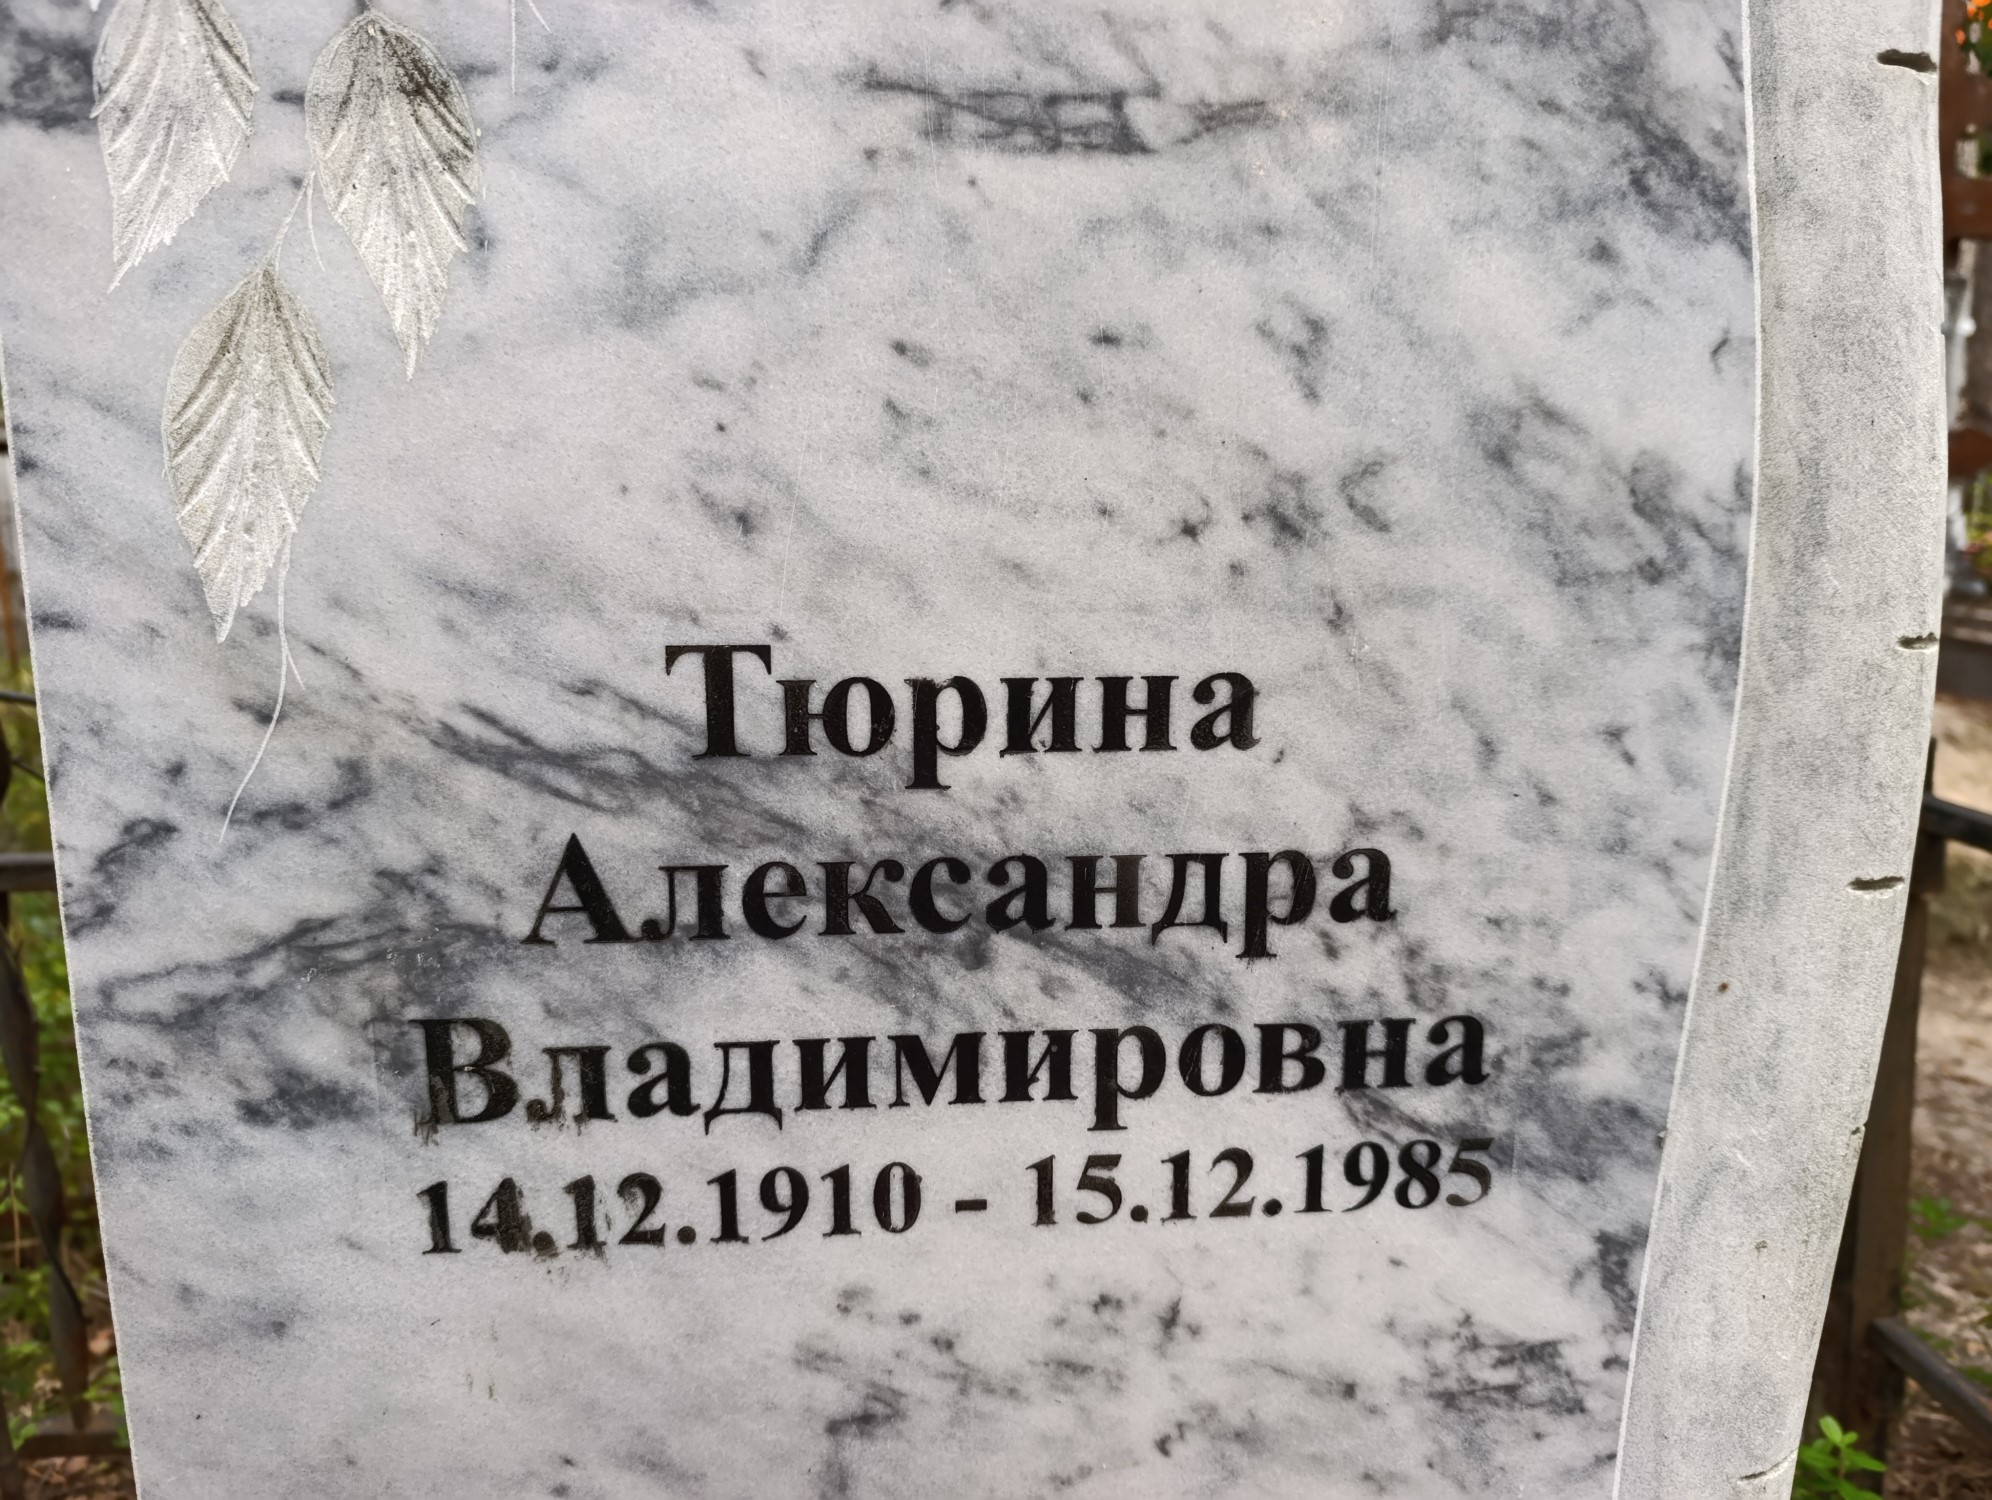 Тюрина
Александра
Владимировна
14.12.1910 - 15.12.1985